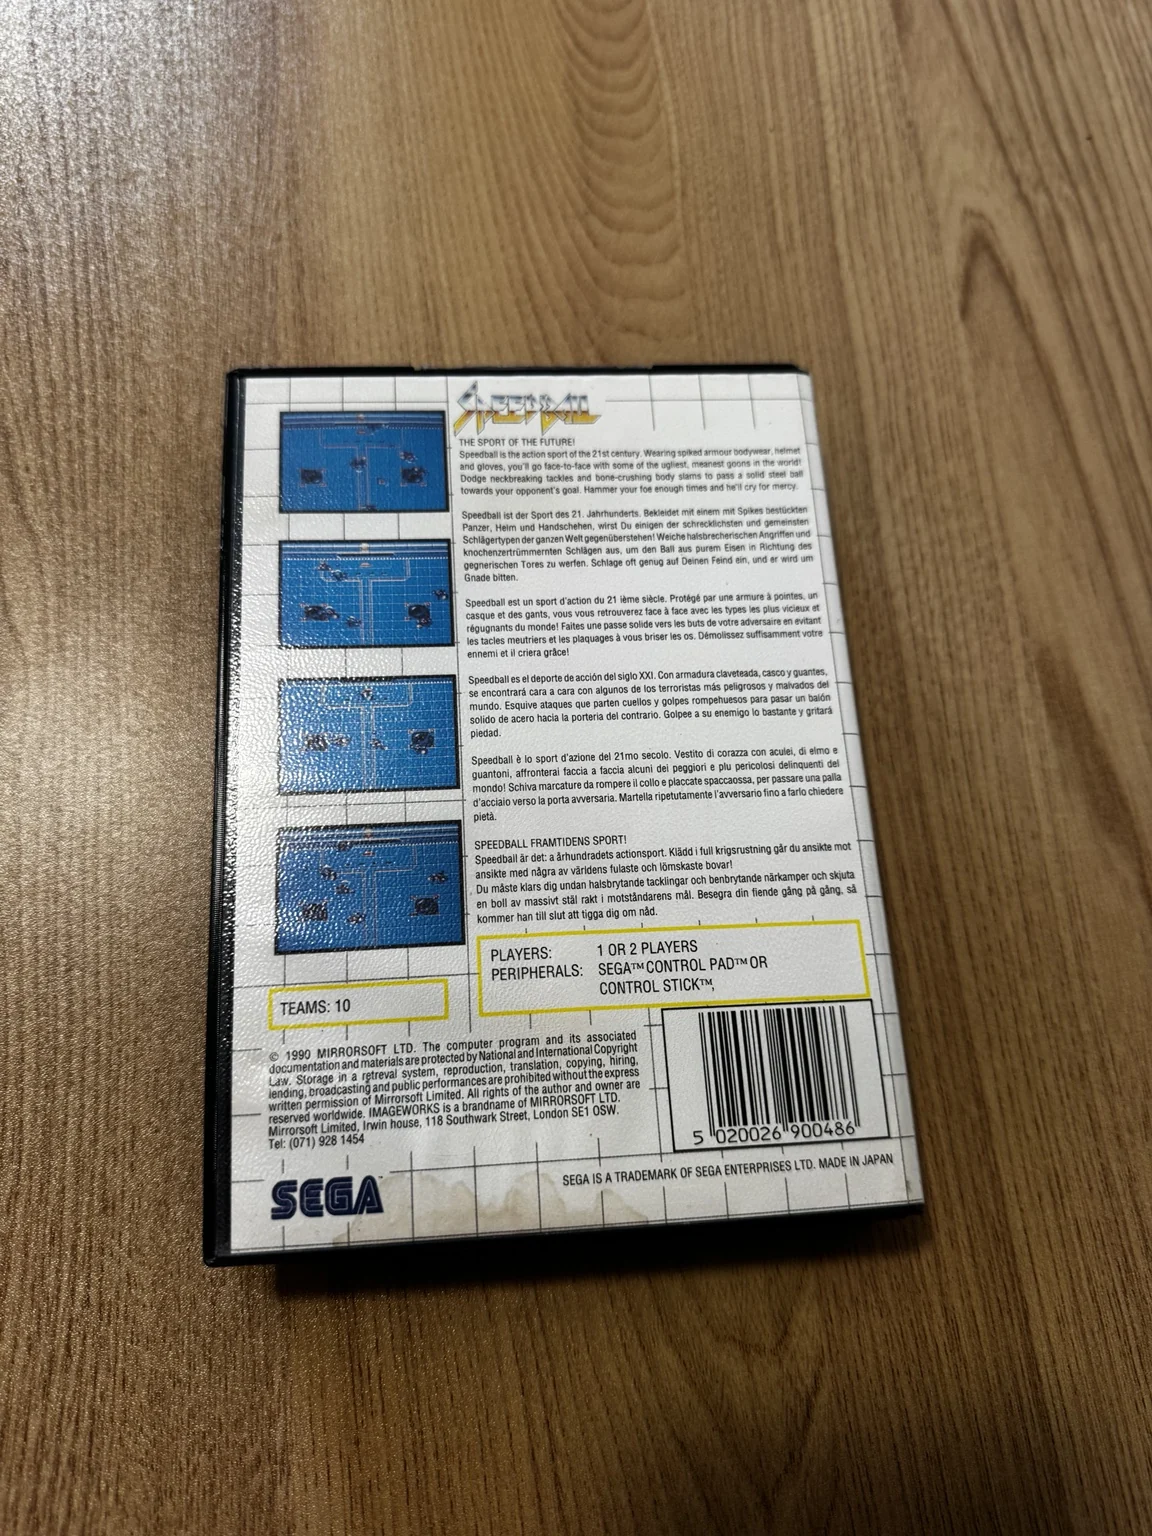 SPEEDBALL
THE SPORT OF THE FUTURE!
Speedball is the action sport of the 21st century. Wearing spiked armour bodywear, helmet
and gloves, you'll go face-to-face with some of the ugliest, meanest goons in the world!
Dodge neckbreaking tackles and bone-crushing body slams to pass a solid steel ball
towards your opponent's goal. Hammer your foe enough times and he'll cry for mercy.
Speedball ist der Sport des 21. Jahrhunderts. Bekleidet mit einem mit Spikes bestückten
Panzer, Helm und Handschehen, wirst Du einigen der schrecklichsten und gemeinsten
Schlägertypen der ganzen Welt gegenüberstehen! Weiche halsbrecherischen Angriffen und
knochenzertrümmernten Schlägen aus, um den Ball aus purem Eisen in Richtung des
gegnerischen Tores zu werfen. Schlage oft genug auf Deinen Feind ein, und er wird um
Gnade bitten.
Speedball est un sport d'action du 21 ième siècle. Protégé par une armure à pointes, un
casque et des gants, vous vous retrouverez face à face avec les types les plus vicieux et
régugnants du monde! Faites une passe solide vers les buts de votre adversaire en evitant
les tacles meutriers et les plaquages à vous briser les os. Démolissez suffisamment votre
ennemi et il criera grâce!
Speedball es el deporte de acción del siglo XXI. Con armadura claveteada, casco y guantes,
se encontrará cara a cara con algunos de los terroristas más peligrosos y malvados del
mundo. Esquive ataques que parten cuellos y golpes rompehuesos para pasar un balón
solido de acero hacia la porteria del contrario. Golpee a su enemigo lo bastante y gritará
piedad.
Speedball è lo sport d'azione del 21mo secolo. Vestito di corazza con aculei, di elmo e
guantoni, affronterai faccia a faccia alcuni dei peggiori e plu pericolosi delinquenti del
mondo! Schiva marcature da rompere il collo e placcate spaccaossa, per passare una palla
d'acciaio verso la porta avversaria. Martella ripetutamente l'avversario fino a farlo chiedere
pietà.
SPEEDBALL FRAMTIDENS SPORT!
Speedball är det: a århundradets actionsport. Klädd i full krigsrustning går du ansikte mot
ansikte med några av världens fulaste och lömskaste bovar!
Du måste klars dig undan halsbrytande tacklingar och benbrytande närkamper och skjuta
en boll av massivt stål rakt i motståndarens mål. Besegra din fiende gång på gång, så
kommer han till slut att tigga dig om nåd.
PLAYERS: 1 OR 2 PLAYERS
PERIPHERALS: SEGA™ CONTROL PAD™ OR
CONTROL STICK™,
TEAMS: 10
© 1990 MIRRORSOFT LTD. The computer program and its associated
documentation and materials are protected by National and International Copyright
Law. Storage in a retreval system, reproduction, translation, copying, hiring,
lending, broadcasting and public performances are prohibited without the express
written permission of Mirrorsoft Limited. All rights of the author and owner are
reserved worldwide. IMAGEWORKS is a brandname of MIRRORSOFT LTD.
Mirrorsoft Limited, Irwin house, 118 Southwark Street, London SE1 OSW.
Tel: (071) 928 1454
5 020026 900486
SEGA™
SEGA IS A TRADEMARK OF SEGA ENTERPRISES LTD. MADE IN JAPAN